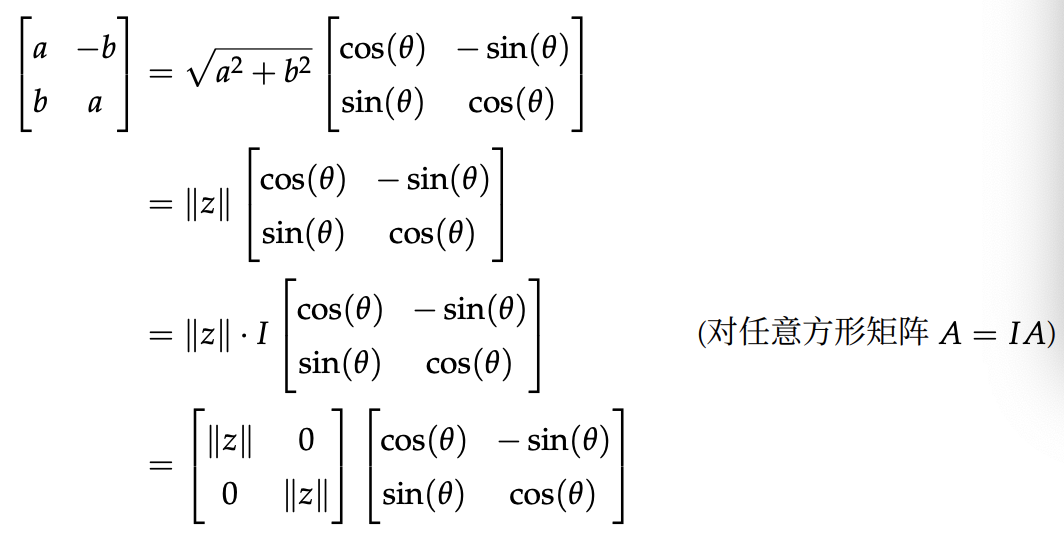 [a −b; b a] = √(a² + b²) [cos(θ) − sin(θ); sin(θ) cos(θ)]
= ‖z‖ [cos(θ) − sin(θ); sin(θ) cos(θ)]
= ‖z‖ · I [cos(θ) − sin(θ); sin(θ) cos(θ)] (对任意方形矩阵 A = IA)
= [‖z‖ 0; 0 ‖z‖] [cos(θ) − sin(θ); sin(θ) cos(θ)]